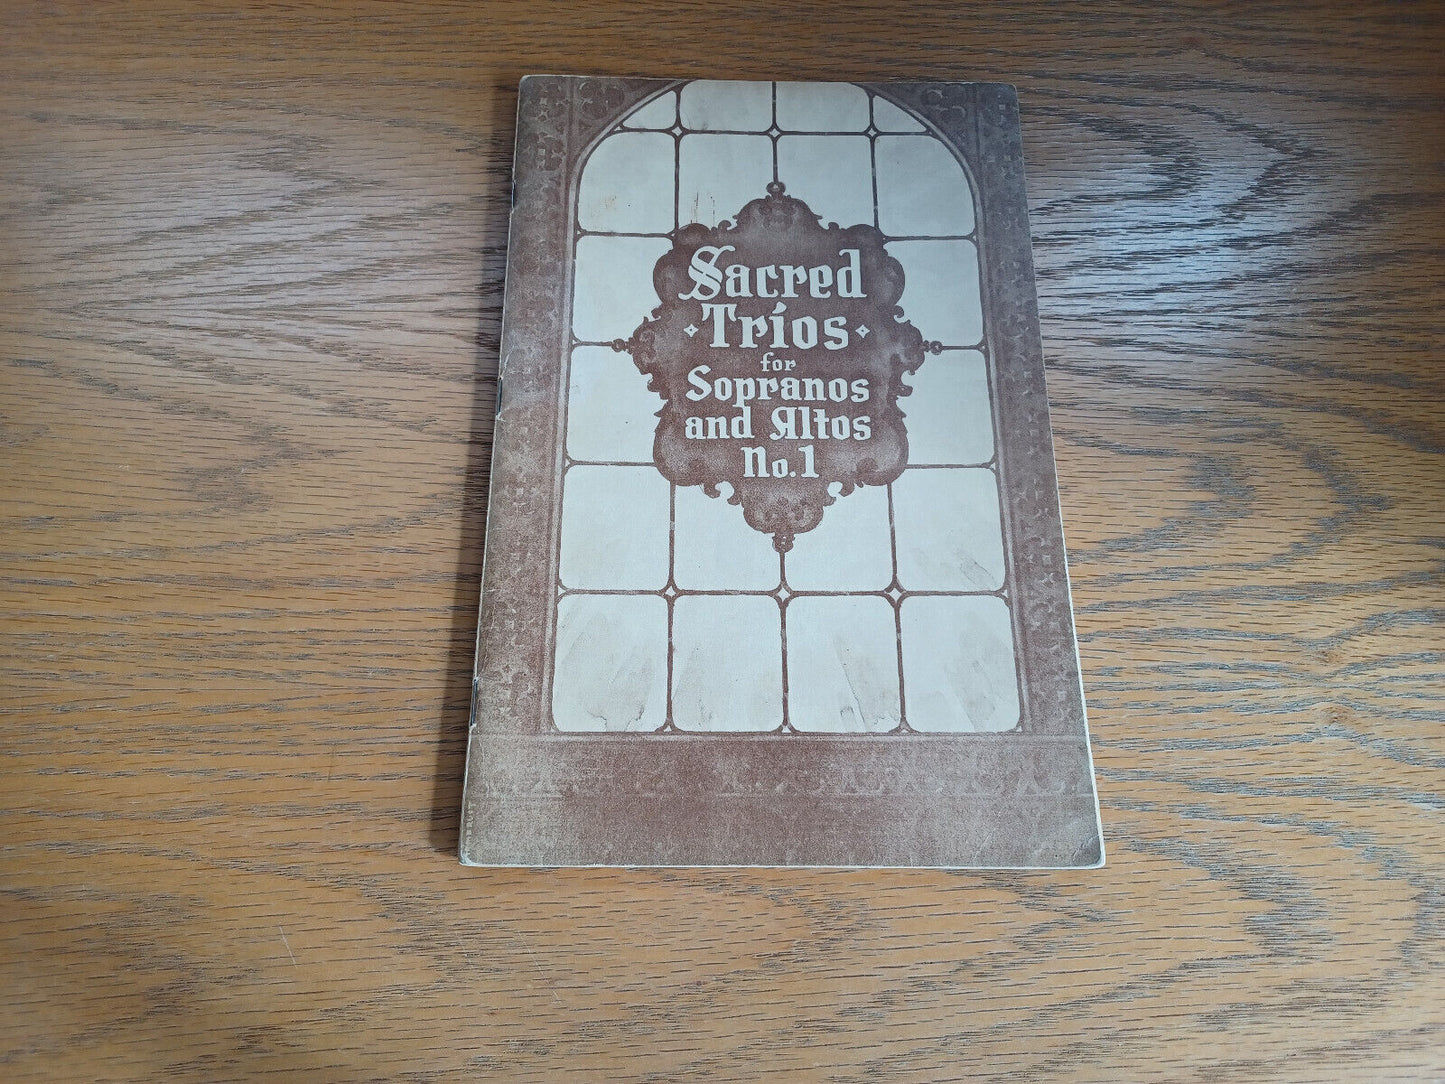 Sacred
Trios
for
Sopranos
and Altos
No. 1